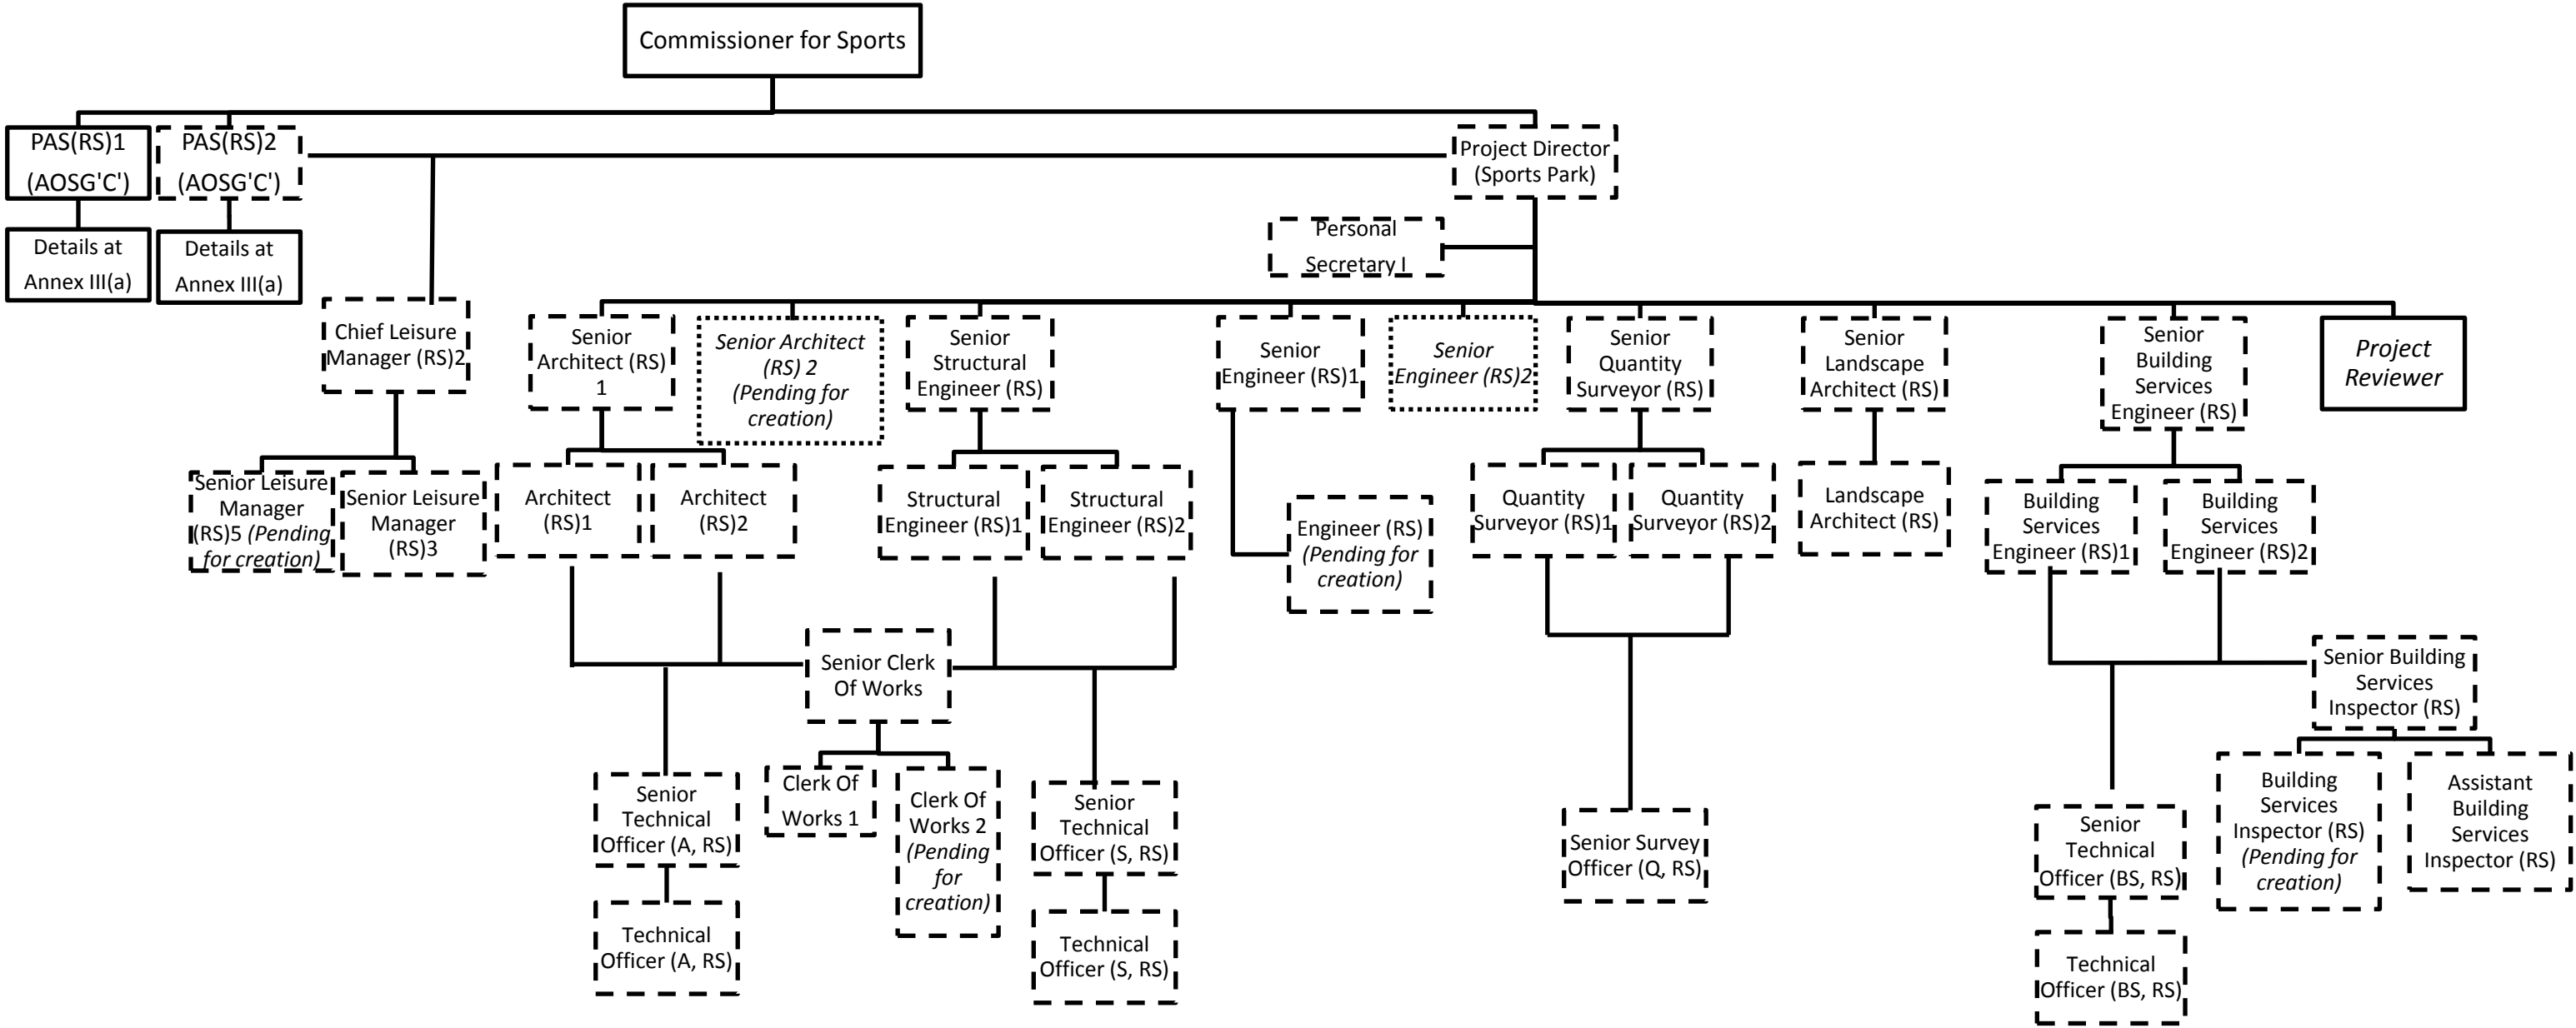 Commissioner for Sports
PAS(RS)1
(AOSG'C')
PAS(RS)2
(AOSG'C')
Project Director
(Sports Park)
Details at
Annex III(a)
Details at
Annex III(a)
Personal
Secretary I
Chief Leisure
Manager (RS)2
Senior
Architect (RS)
1
Senior Architect
(RS) 2
(Pending for
creation)
Senior
Structural
Engineer (RS)
Senior
Engineer (RS)1
Senior
Engineer (RS)2
Senior
Quantity
Surveyor (RS)
Senior
Landscape
Architect (RS)
Senior
Building
Services
Engineer (RS)
Project
Reviewer
Senior Leisure
Manager
(RS)5 (Pending
for creation)
Senior Leisure
Manager
(RS)3
Architect
(RS)1
Architect
(RS)2
Structural
Engineer (RS)1
Structural
Engineer (RS)2
Engineer (RS)
(Pending for
creation)
Quantity
Surveyor (RS)1
Quantity
Surveyor (RS)2
Landscape
Architect (RS)
Building
Services
Engineer (RS)1
Building
Services
Engineer (RS)2
Senior Clerk
Of Works
Senior Building
Services
Inspector (RS)
Senior
Technical
Officer (A, RS)
Clerk Of
Works 1
Clerk Of
Works 2
(Pending
for
creation)
Senior
Technical
Officer (S, RS)
Senior Survey
Officer (Q, RS)
Senior
Technical
Officer (BS, RS)
Building
Services
Inspector (RS)
(Pending for
creation)
Assistant
Building
Services
Inspector (RS)
Technical
Officer (A, RS)
Technical
Officer (S, RS)
Technical
Officer (BS, RS)